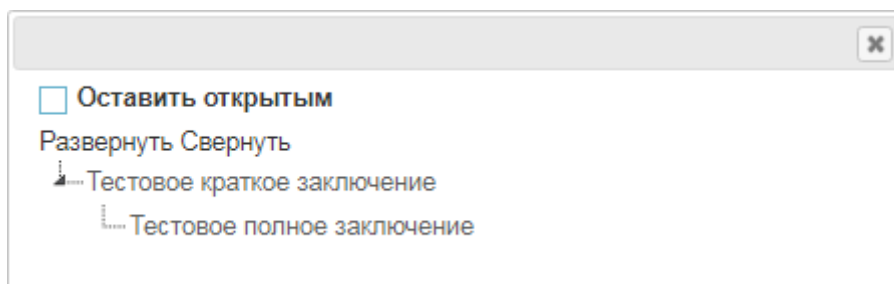 Оставить открытым
Развернуть Свернуть
Тестовое краткое заключение
Тестовое полное заключение